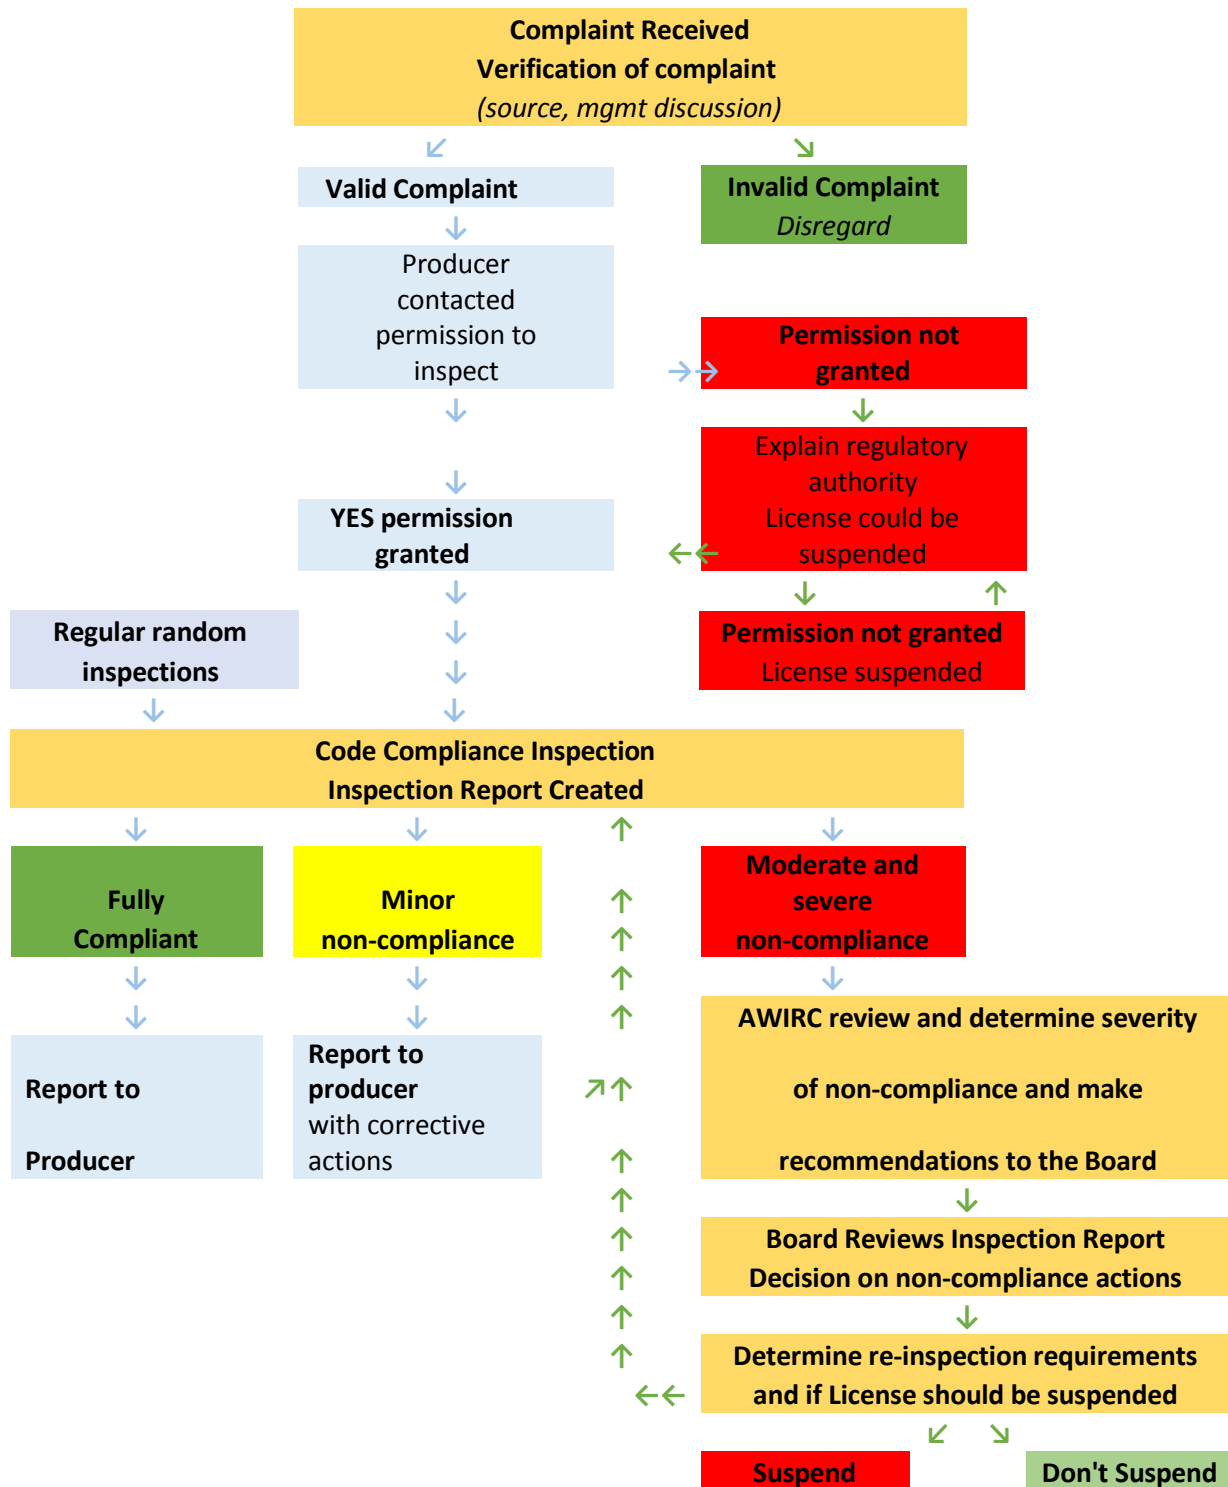 Complaint Received
Verification of complaint
(source, mgmt discussion)
Valid Complaint
Invalid Complaint
Disregard
Producer
contacted
permission to
inspect
Permission not
granted
Explain regulatory
authority
License could be
suspended
YES permission
granted
Permission not granted
License suspended
Regular random
inspections
Code Compliance Inspection
Inspection Report Created
Fully
Compliant
Minor
non-compliance
Moderate and
severe
non-compliance
Report to
Producer
Report to
producer
with corrective
actions
AWIRC review and determine severity
of non-compliance and make
recommendations to the Board
Board Reviews Inspection Report
Decision on non-compliance actions
Determine re-inspection requirements
and if License should be suspended
Suspend
Don't Suspend